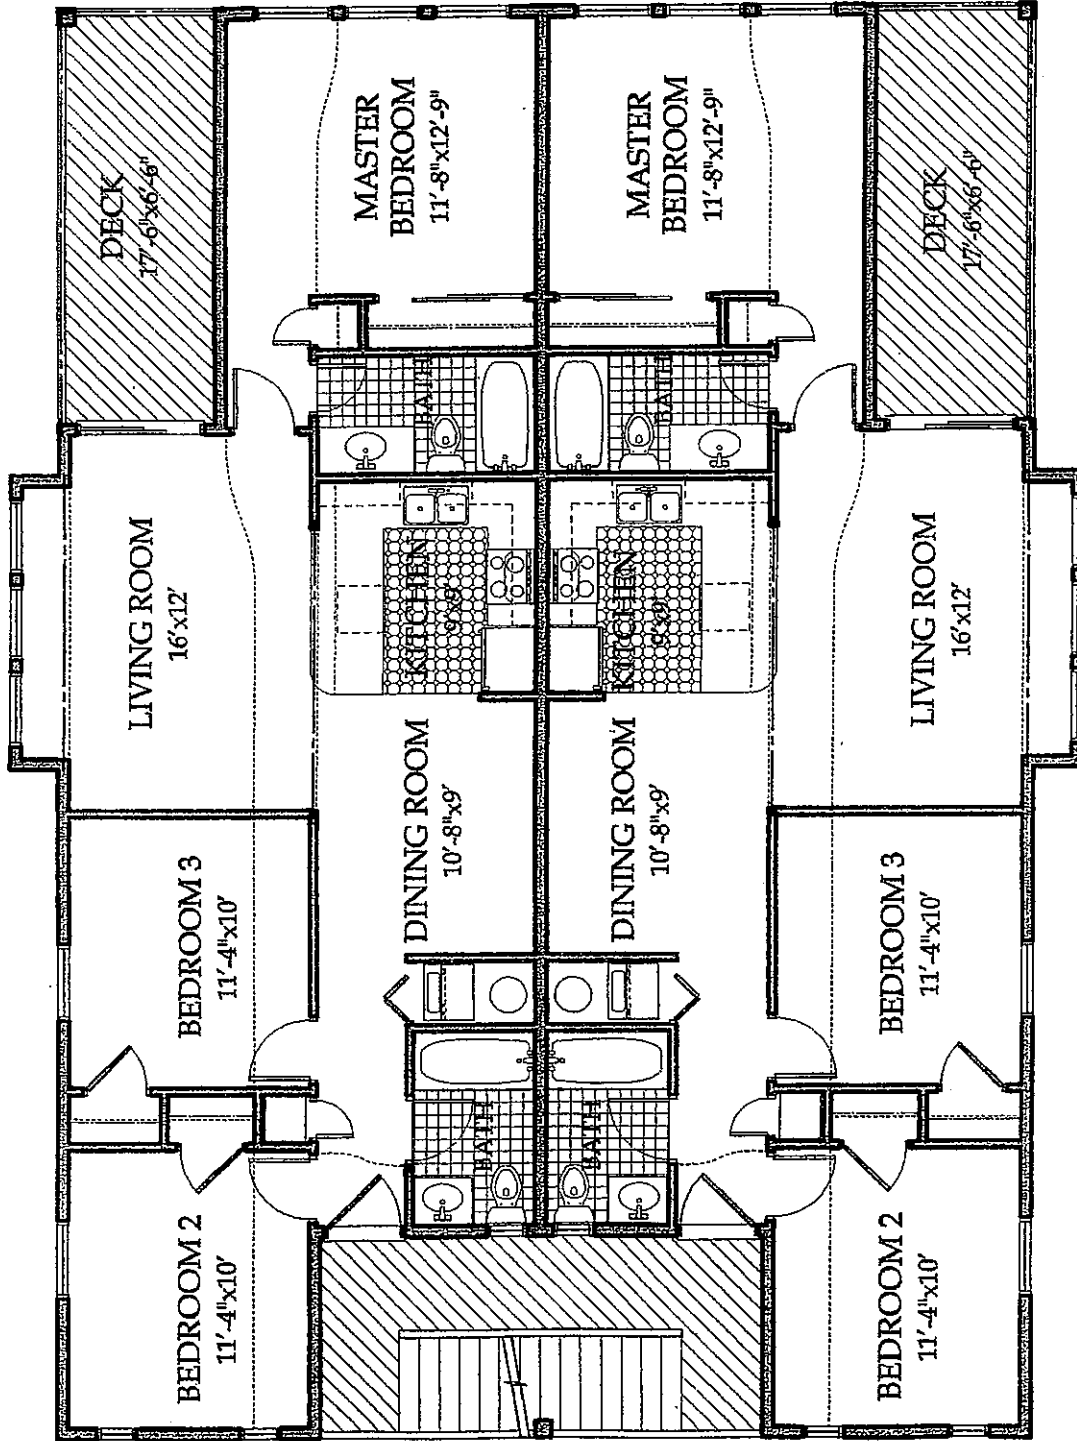 BEDROOM 2
11'-4"x10'
BEDROOM 3
11'-4"x10'
LIVING ROOM
16'x12'
DECK
17'-6"x6'-6"
BATH
DINING ROOM
10'-8"x9'
KITCHEN
9'x9'
BATH
MASTER
BEDROOM
11'-8"x12'-9"
BATH
DINING ROOM
10'-8"x9'
KITCHEN
9'x9'
BATH
MASTER
BEDROOM
11'-8"x12'-9"
BEDROOM 2
11'-4"x10'
BEDROOM 3
11'-4"x10'
LIVING ROOM
16'x12'
DECK
17'-6"x6'-6"